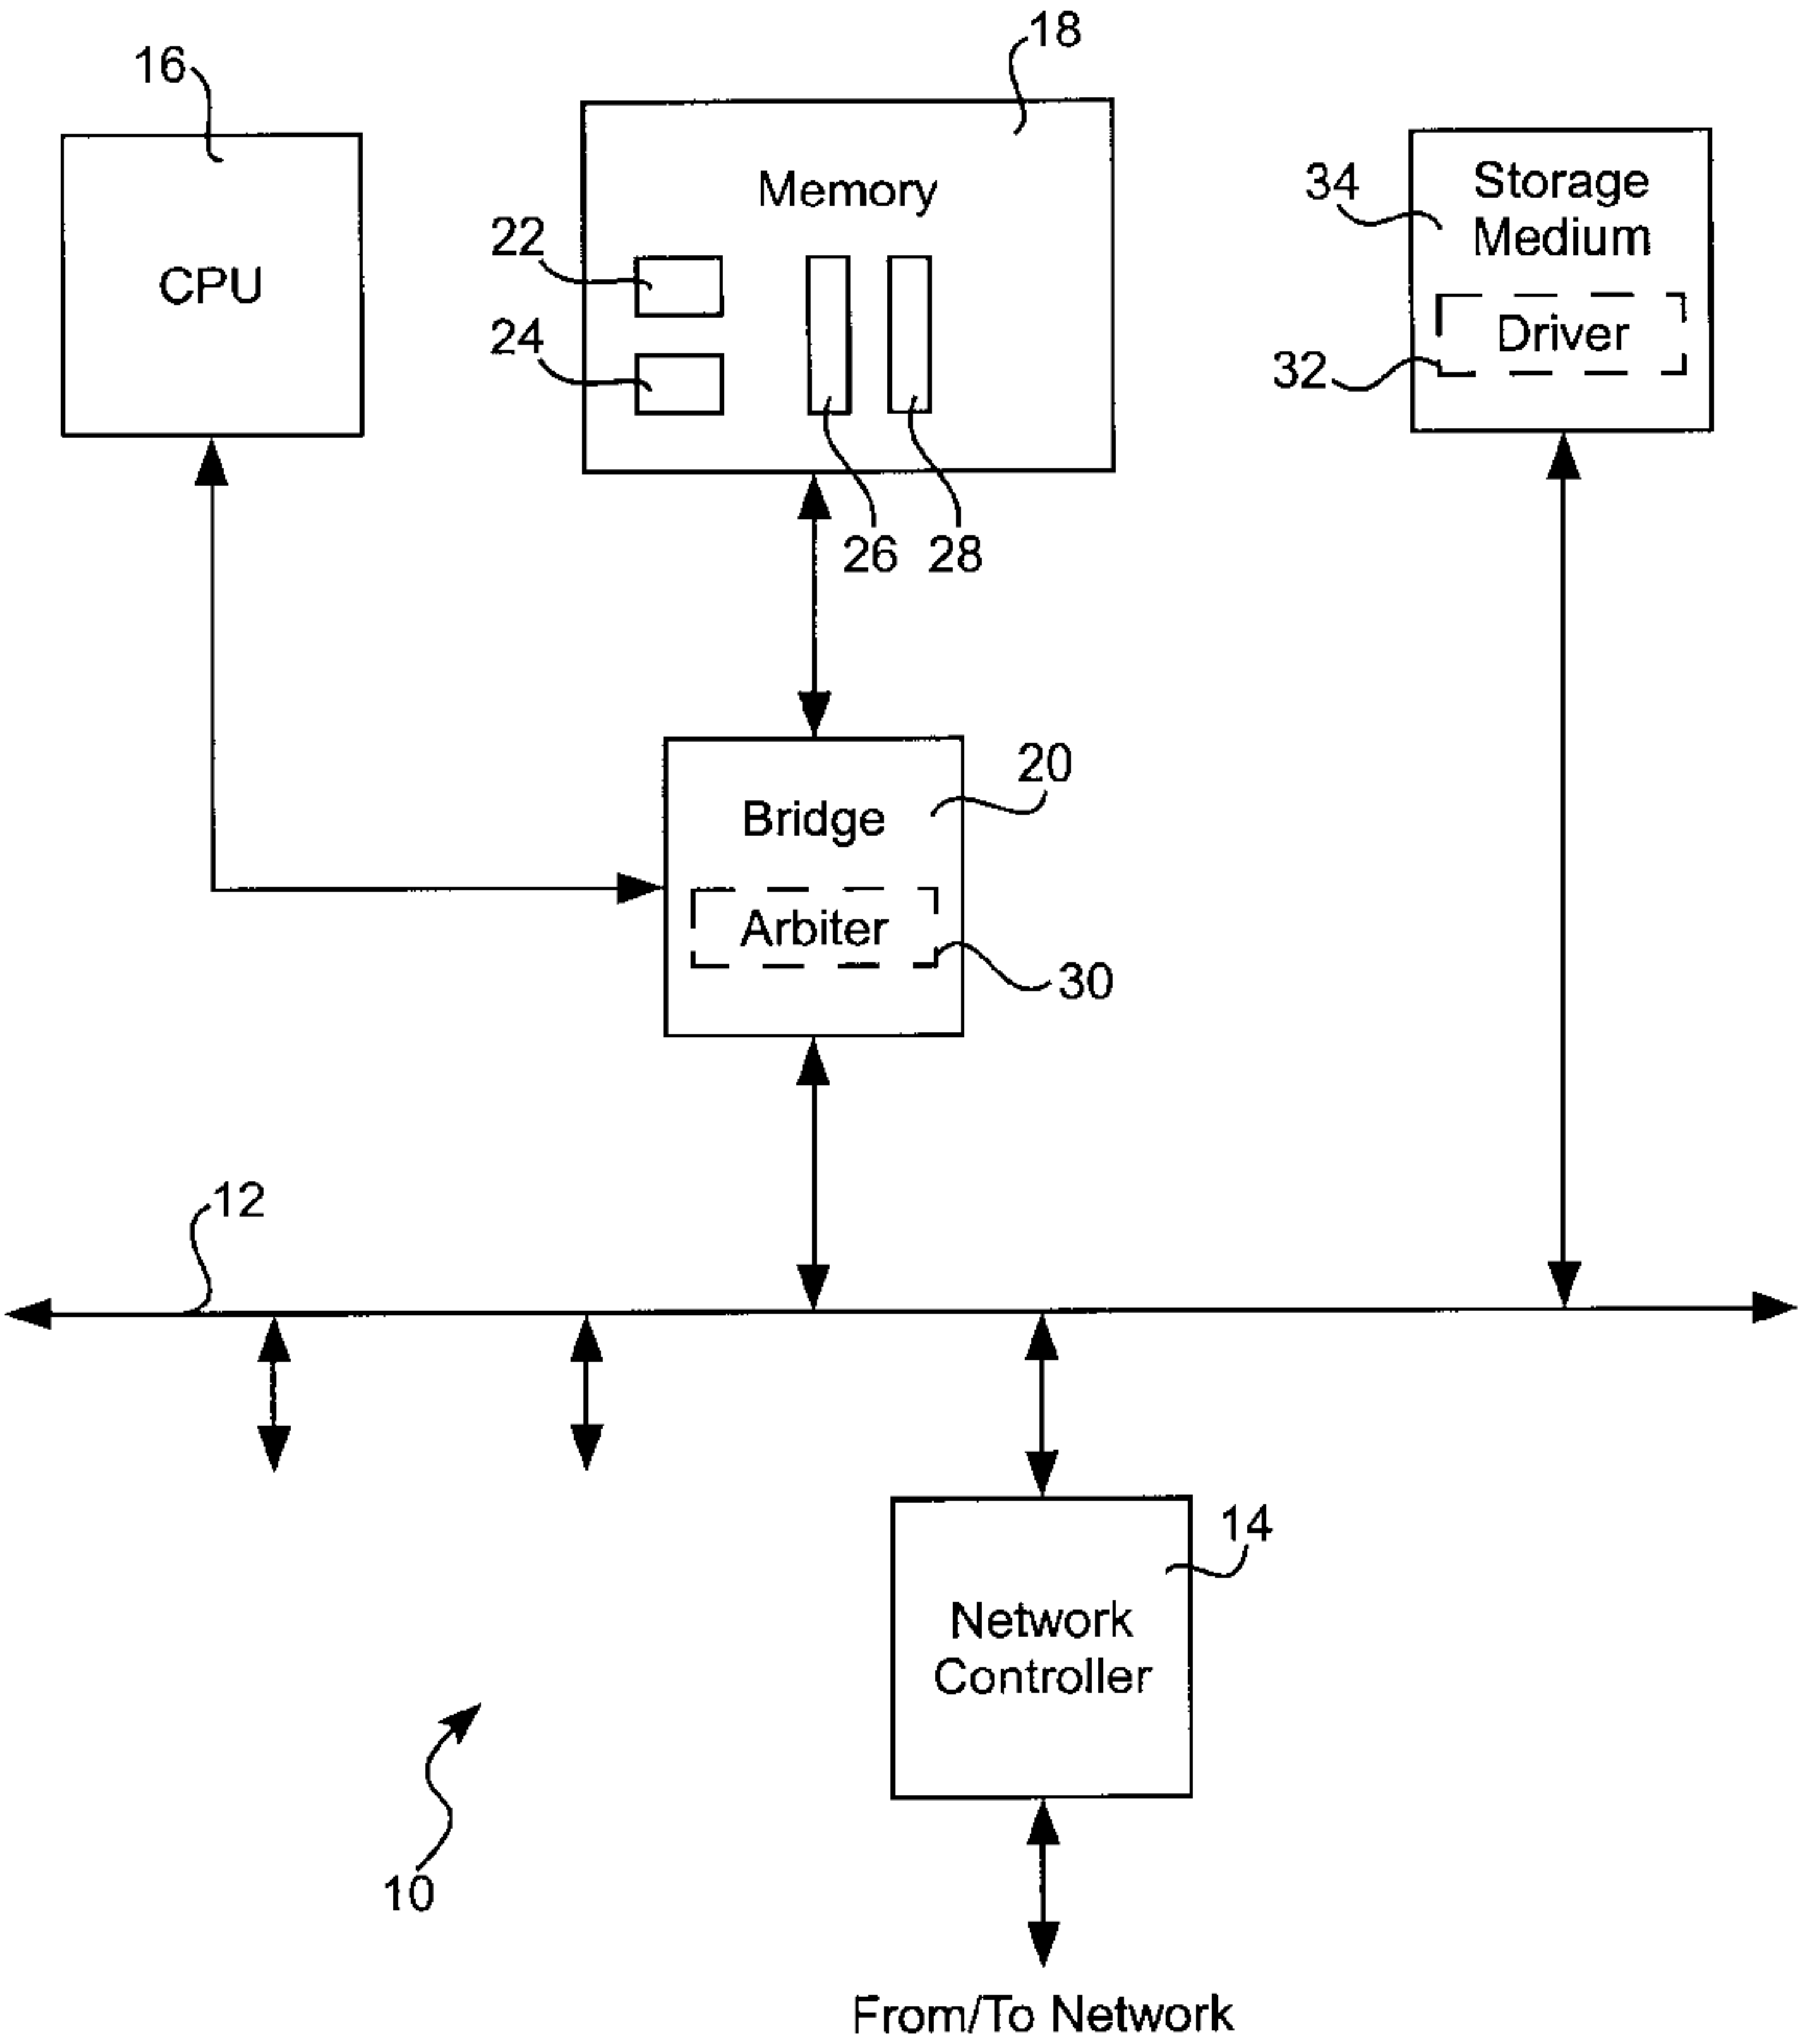 18
16
Memory
34
Storage
Medium
22
CPU
24
Driver
32
26
28
20
Bridge
Arbiter
30
12
14
Network
Controller
10
From/To Network